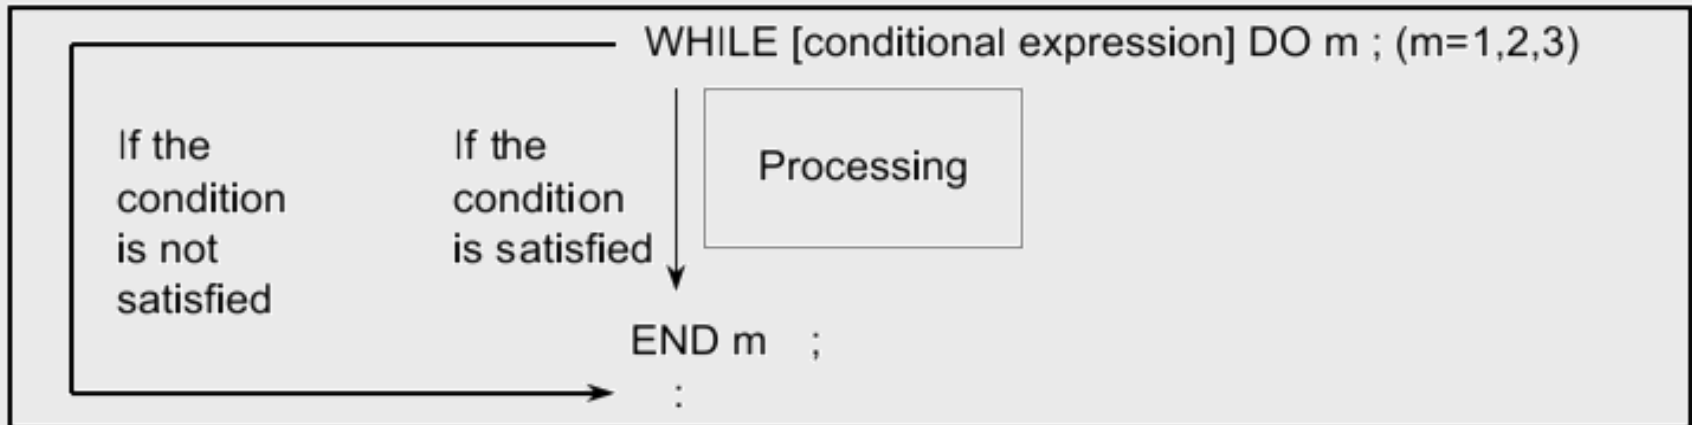 WHILE [conditional expression] DO m ; (m=1,2,3)
If the
condition
is not
satisfied
If the
condition
is satisfied
Processing
END m ;
: